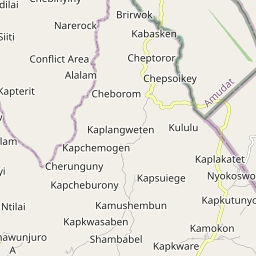 Brirwok
Siiti
Narerock
Kabasken
Conflict Area
Cheptoror
Alalam
Chepsoikey
Kapterit
Cheborom
Amudat
Kaplangweten
Kululu
Kapchemogen
Kaplakatet
Cherunguny
Nyokoswo
Kapcheburony
Kapsuiege
Ntilai
Kamushembun
Kapkutunyo
Kapkwasaben
Kamokon
Shambabel
Kapkware
A